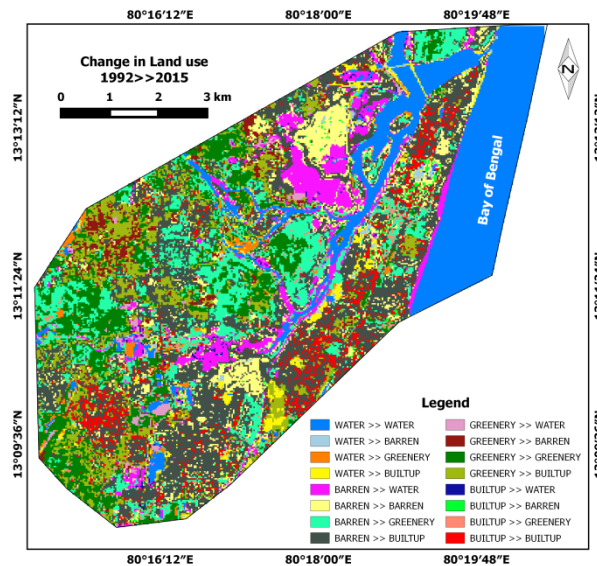 80°16'12"E 80°18'00"E 80°19'48"E
Change in Land use
1992>>2015
0 1 2 3 km
N
13°13'12"N
13°11'24"N
13°09'36"N
Bay of Bengal
Legend
WATER >> WATER
WATER >> BARREN
WATER >> GREENERY
WATER >> BUILTUP
BARREN >> WATER
BARREN >> BARREN
BARREN >> GREENERY
BARREN >> BUILTUP
GREENERY >> WATER
GREENERY >> BARREN
GREENERY >> GREENERY
GREENERY >> BUILTUP
BUILTUP >> WATER
BUILTUP >> BARREN
BUILTUP >> GREENERY
BUILTUP >> BUILTUP
80°16'12"E 80°18'00"E 80°19'48"E